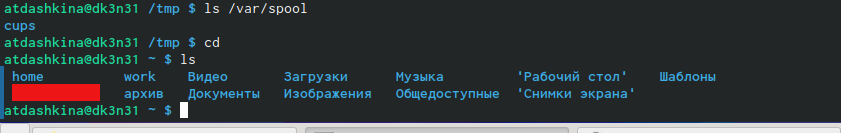 atdashkina@dk3n31 /tmp $ ls /var/spool
cups
atdashkina@dk3n31 /tmp $ cd
atdashkina@dk3n31 ~ $ ls
home work Видео Загрузки Музыка 'Рабочий стол' Шаблоны
архив Документы Изображения Общедоступные 'Снимки экрана'
atdashkina@dk3n31 ~ $